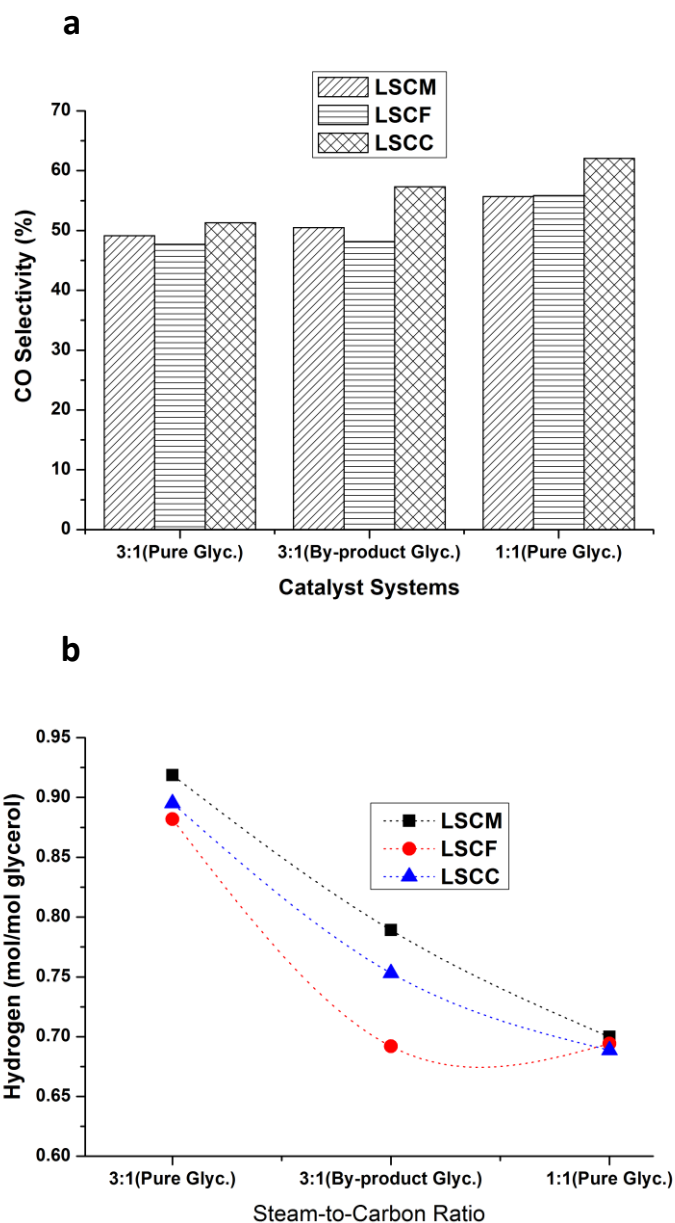 a
LSCM
LSCF
LSCC
70
60
50
40
30
20
10
0
CO Selectivity (%)
3:1(Pure Glyc.) 3:1(By-product Glyc.) 1:1(Pure Glyc.)
Catalyst Systems
b
0.95
0.90
0.85
0.80
0.75
0.70
0.65
0.60
Hydrogen (mol/mol glycerol)
LSCM
LSCF
LSCC
3:1(Pure Glyc.) 3:1(By-product Glyc.) 1:1(Pure Glyc.)
Steam-to-Carbon Ratio